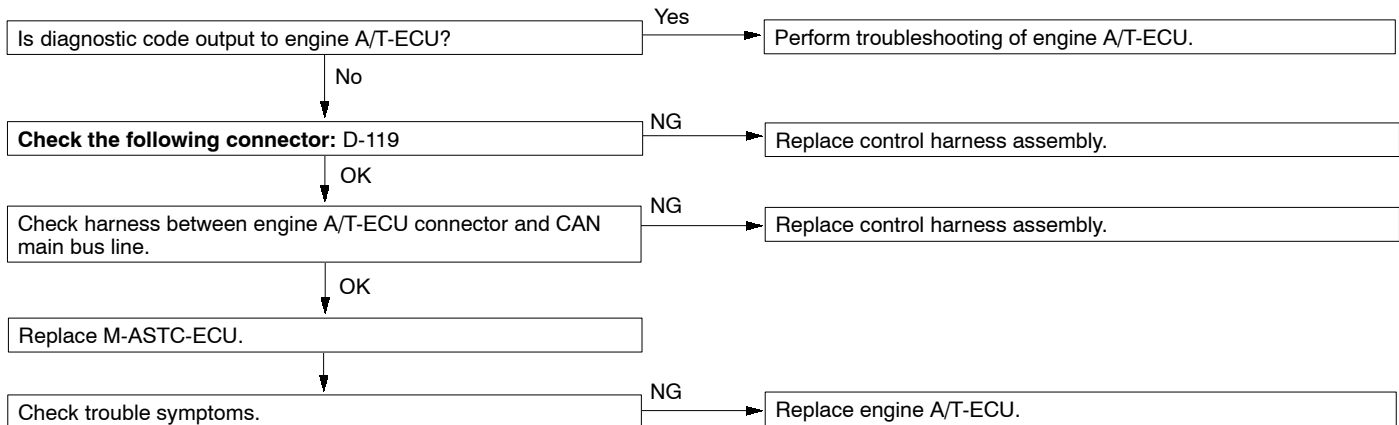 Yes
Is diagnostic code output to engine A/T-ECU?
Perform troubleshooting of engine A/T-ECU.
No
Check the following connector: D-119
NG
Replace control harness assembly.
OK
Check harness between engine A/T-ECU connector and CAN
main bus line.
NG
Replace control harness assembly.
OK
Replace M-ASTC-ECU.
Check trouble symptoms.
NG
Replace engine A/T-ECU.